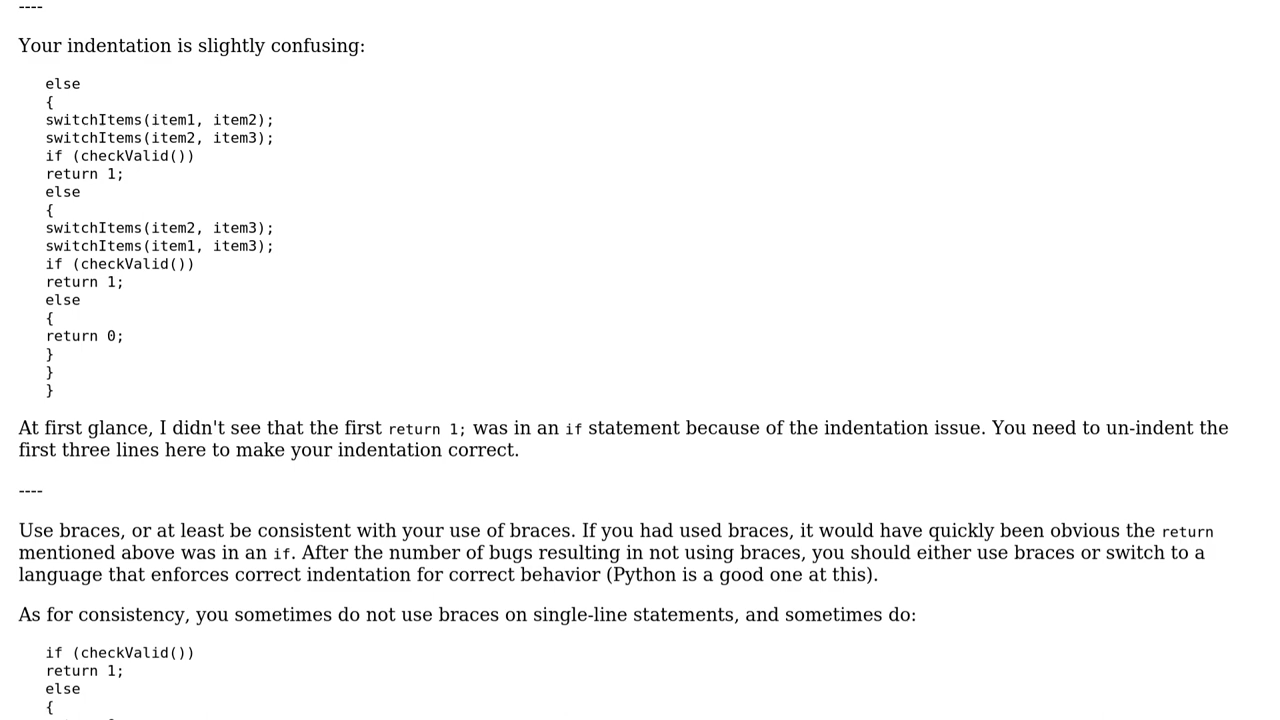 ----
Your indentation is slightly confusing:
else
{
switchItems(item1, item2);
switchItems(item2, item3);
if (checkValid())
return 1;
else
{
switchItems(item2, item3);
switchItems(item1, item3);
if (checkValid())
return 1;
else
{
return 0;
}
}
}
At first glance, I didn't see that the first return 1; was in an if statement because of the indentation issue. You need to un-indent the
first three lines here to make your indentation correct.
----
Use braces, or at least be consistent with your use of braces. If you had used braces, it would have quickly been obvious the return
mentioned above was in an if. After the number of bugs resulting in not using braces, you should either use braces or switch to a
language that enforces correct indentation for correct behavior (Python is a good one at this).
As for consistency, you sometimes do not use braces on single-line statements, and sometimes do:
if (checkValid())
return 1;
else
{